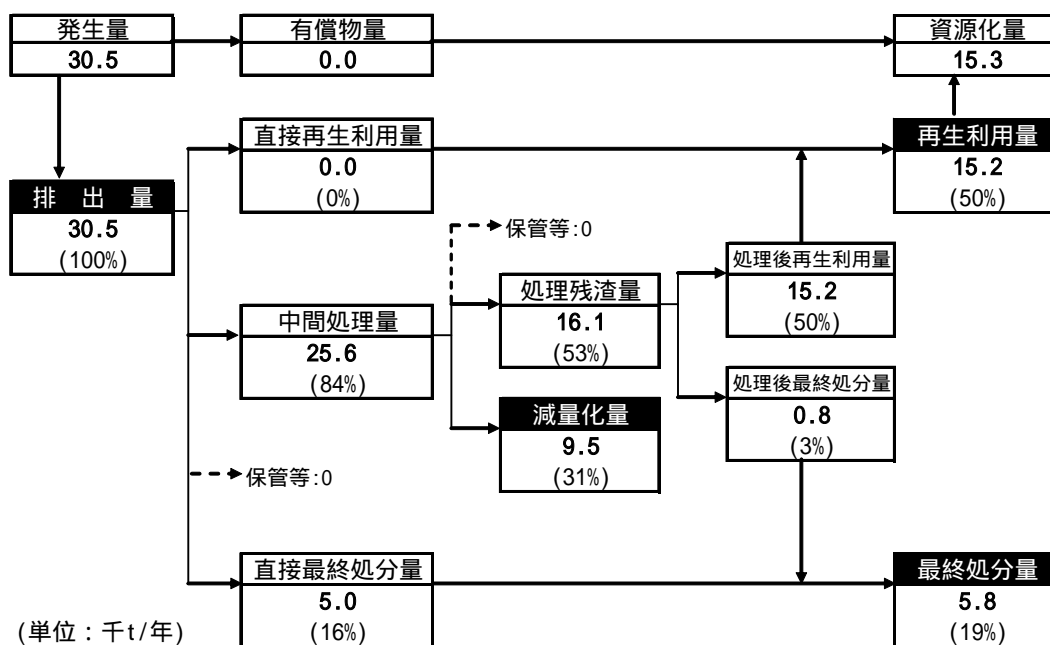 発生量
30.5
有償物量
0.0
資源化量
15.3
直接再生利用量
0.0
(0%)
再生利用量
15.2
(50%)
排 出 量
30.5
(100%)
保管等:0
処理後再生利用量
15.2
(50%)
処理残渣量
16.1
(53%)
中間処理量
25.6
(84%)
処理後最終処分量
0.8
(3%)
減量化量
9.5
(31%)
保管等:0
直接最終処分量
5.0
(16%)
最終処分量
5.8
(19%)
(単位：千t/年)